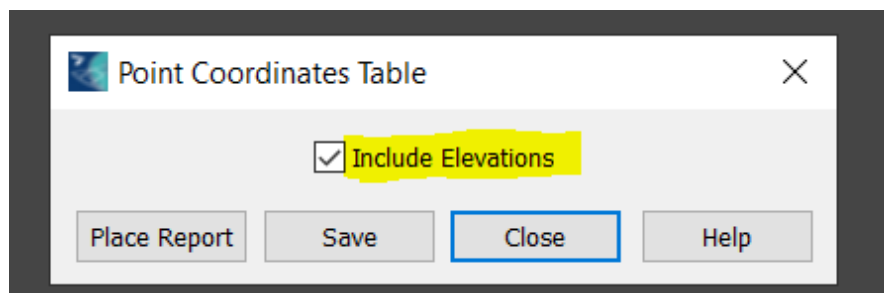 Point Coordinates Table
Include Elevations
Place Report Save Close Help